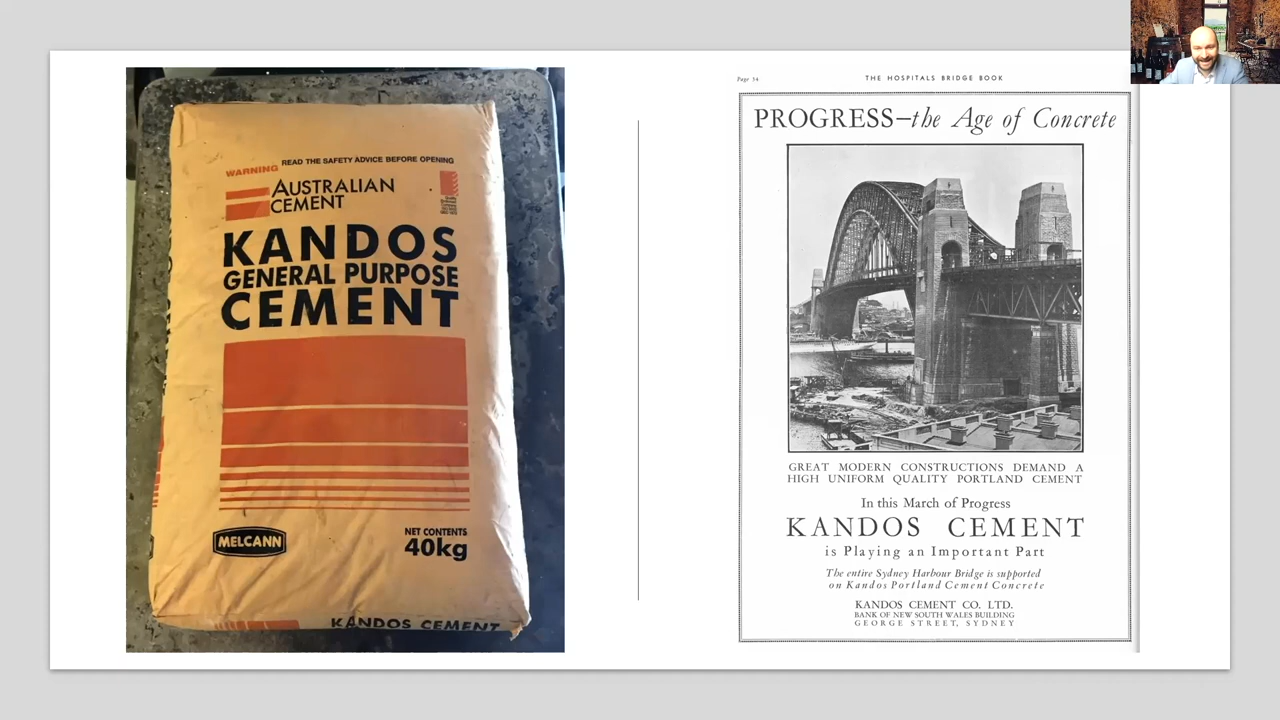 WARNING READ THE SAFETY ADVICE BEFORE OPENING
AUSTRALIAN
CEMENT
KANDOS
GENERAL PURPOSE
CEMENT
MELCANN
NET CONTENTS
40kg
KANDOS CEMENT
Page 54
THE HOSPITALS BRIDGE BOOK
PROGRESS—the Age of Concrete
GREAT MODERN CONSTRUCTIONS DEMAND A
HIGH UNIFORM QUALITY PORTLAND CEMENT
In this March of Progress
KANDOS CEMENT
is Playing an Important Part
The entire Sydney Harbour Bridge is supported
on Kandos Portland Cement Concrete
KANDOS CEMENT CO. LTD.
BANK OF NEW SOUTH WALES BUILDING
GEORGE STREET, SYDNEY